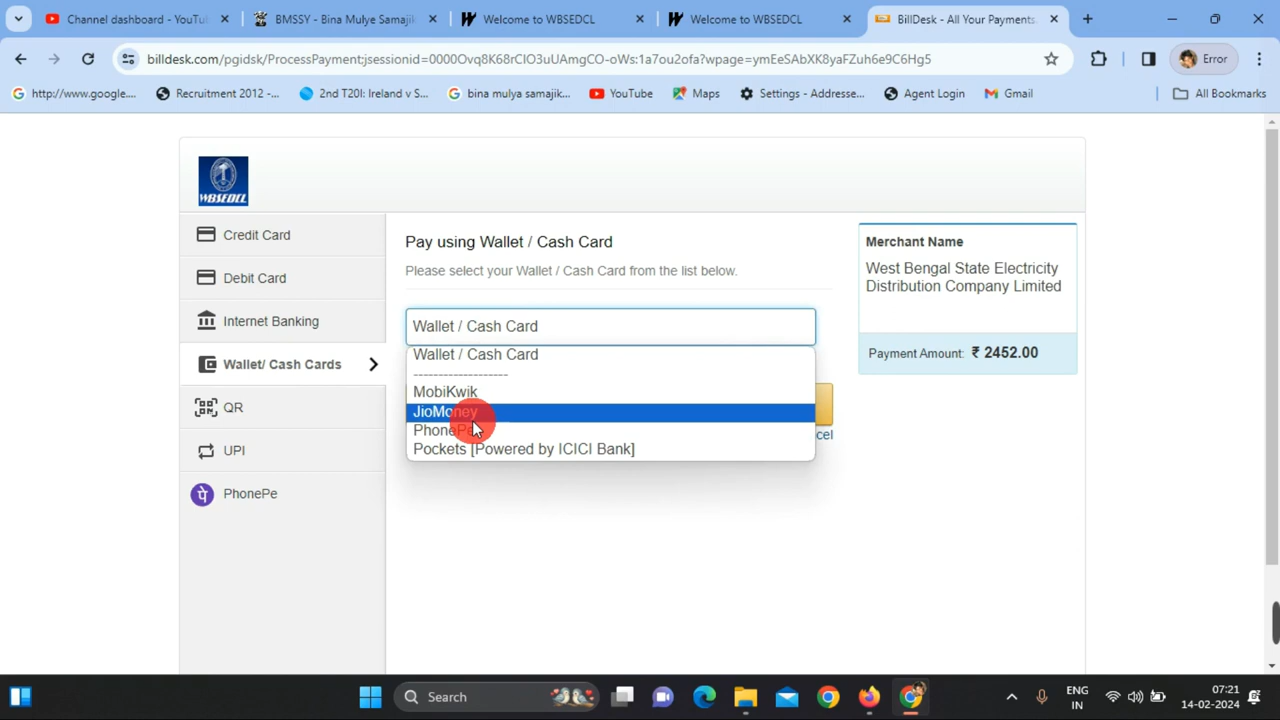 Channel dashboard - YouTu
BMSSY - Bina Mulye Samajik
Welcome to WBSEDCL
Welcome to WBSEDCL
BillDesk - All Your Payments.
billdesk.com/pgidsk/ProcessPayment;jsessionid=0000Ovq8K68rCIO3uUAmgCO-oWs:1a7ou2ofa?wpage=ymEeSAbXK8yaFZuh6e9C6Hg5
Error
http://www.google....
Recruitment 2012 -...
2nd T20I: Ireland v S...
bina mulya samajik...
YouTube
Maps
Settings - Addresse...
Agent Login
Gmail
All Bookmarks
WBSEDCL
Credit Card
Debit Card
Internet Banking
Wallet/ Cash Cards
QR
UPI
PhonePe
Pay using Wallet / Cash Card
Please select your Wallet / Cash Card from the list below.
Wallet / Cash Card
Wallet / Cash Card
-------------------
MobiKwik
JioMoney
PhonePe
Pockets [Powered by ICICI Bank]
cel
Merchant Name
West Bengal State Electricity
Distribution Company Limited
Payment Amount: ₹ 2452.00
Search
ENG
IN
07:21
14-02-2024